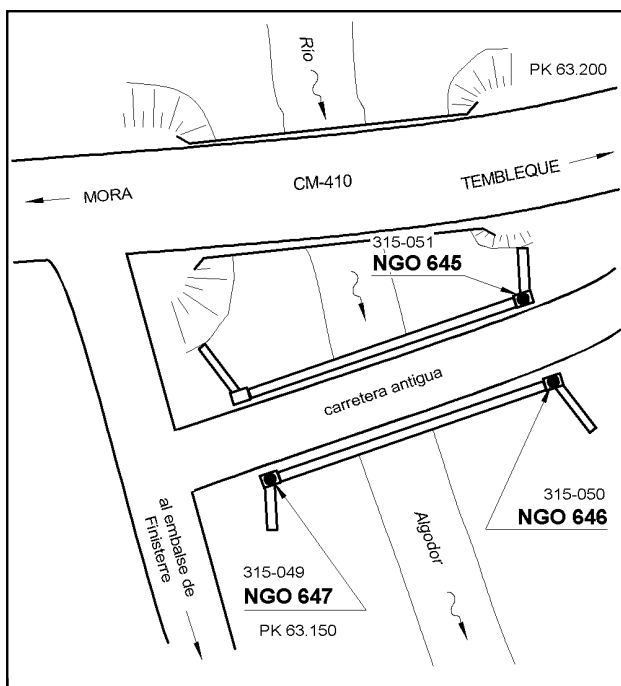 Rio
PK 63.200
MORA
CM-410
TEMBLEQUE
315-051
NGO 645
carretera antigua
315-050
NGO 646
al embalse de
Finisterre
Algodor
315-049
NGO 647
PK 63.150